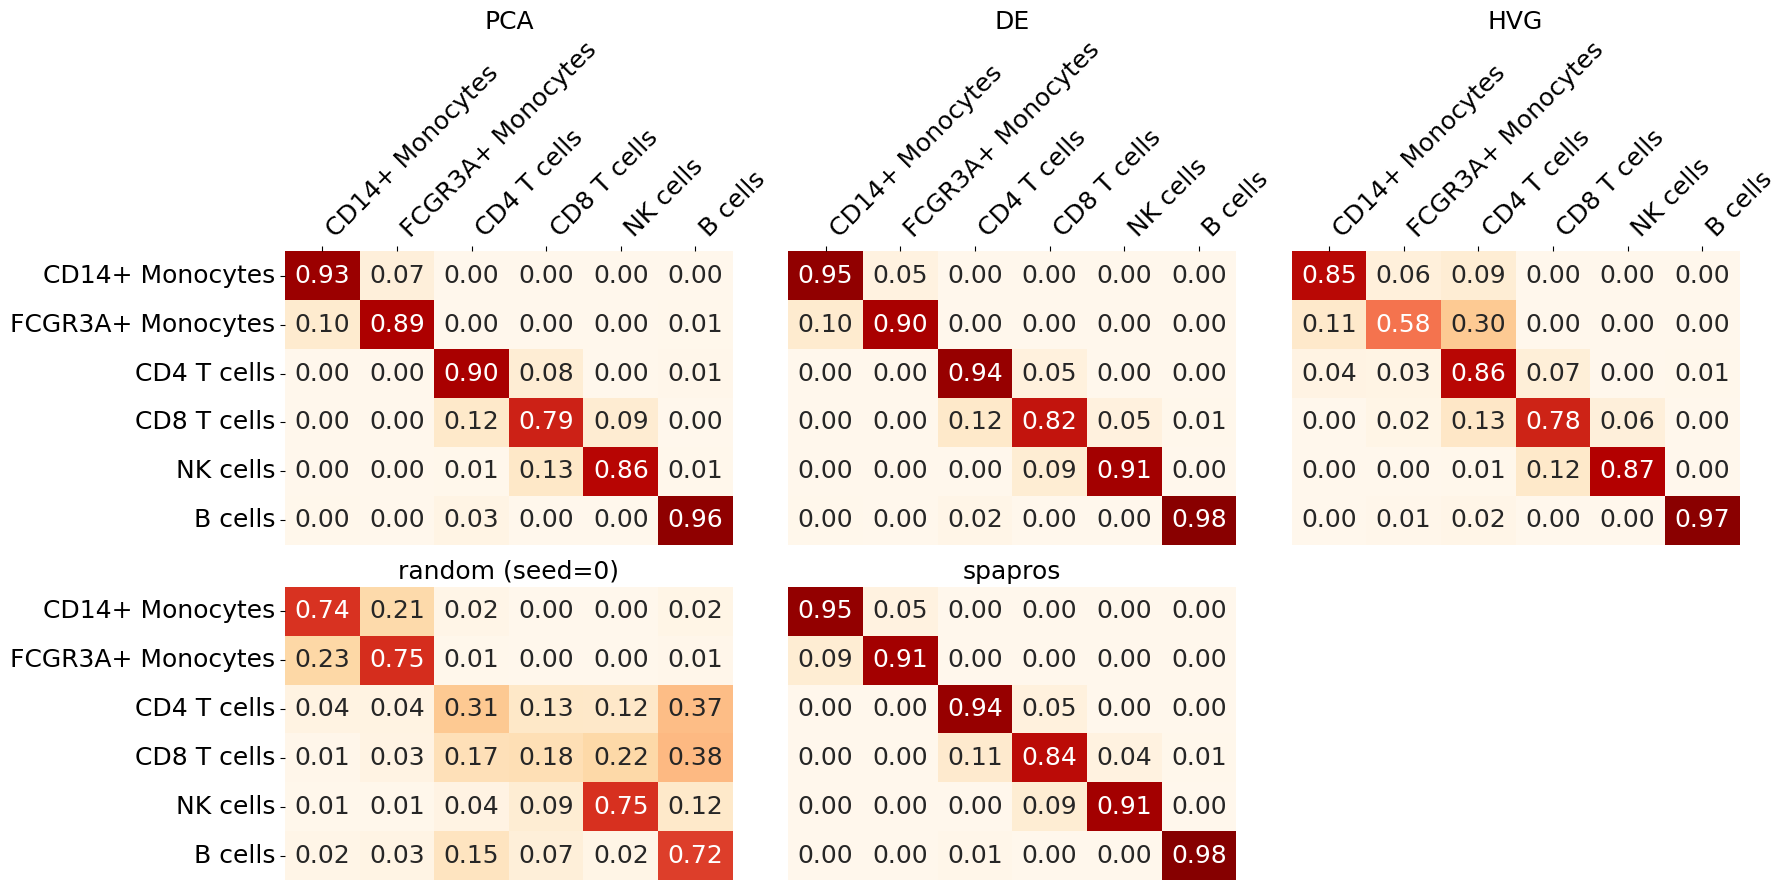 PCA DE HVG
CD14+ Monocytes FCGR3A+ Monocytes CD4 T cells CD8 T cells NK cells B cells CD14+ Monocytes FCGR3A+ Monocytes CD4 T cells CD8 T cells NK cells B cells CD14+ Monocytes FCGR3A+ Monocytes CD4 T cells CD8 T cells NK cells B cells
CD14+ Monocytes 0.93 0.07 0.00 0.00 0.00 0.00 0.95 0.05 0.00 0.00 0.00 0.00 0.85 0.06 0.09 0.00 0.00 0.00
FCGR3A+ Monocytes 0.10 0.89 0.00 0.00 0.00 0.01 0.10 0.90 0.00 0.00 0.00 0.00 0.11 0.58 0.30 0.00 0.00 0.00
CD4 T cells 0.00 0.00 0.90 0.08 0.00 0.01 0.00 0.00 0.94 0.05 0.00 0.00 0.04 0.03 0.86 0.07 0.00 0.01
CD8 T cells 0.00 0.00 0.12 0.79 0.09 0.00 0.00 0.00 0.12 0.82 0.05 0.01 0.00 0.02 0.13 0.78 0.06 0.00
NK cells 0.00 0.00 0.01 0.13 0.86 0.01 0.00 0.00 0.00 0.09 0.91 0.00 0.00 0.00 0.01 0.12 0.87 0.00
B cells 0.00 0.00 0.03 0.00 0.00 0.96 0.00 0.00 0.02 0.00 0.00 0.98 0.00 0.01 0.02 0.00 0.00 0.97
random (seed=0) spapros
CD14+ Monocytes 0.74 0.21 0.02 0.00 0.00 0.02 0.95 0.05 0.00 0.00 0.00 0.00
FCGR3A+ Monocytes 0.23 0.75 0.01 0.00 0.00 0.01 0.09 0.91 0.00 0.00 0.00 0.00
CD4 T cells 0.04 0.04 0.31 0.13 0.12 0.37 0.00 0.00 0.94 0.05 0.00 0.00
CD8 T cells 0.01 0.03 0.17 0.18 0.22 0.38 0.00 0.00 0.11 0.84 0.04 0.01
NK cells 0.01 0.01 0.04 0.09 0.75 0.12 0.00 0.00 0.00 0.09 0.91 0.00
B cells 0.02 0.03 0.15 0.07 0.02 0.72 0.00 0.00 0.01 0.00 0.00 0.98